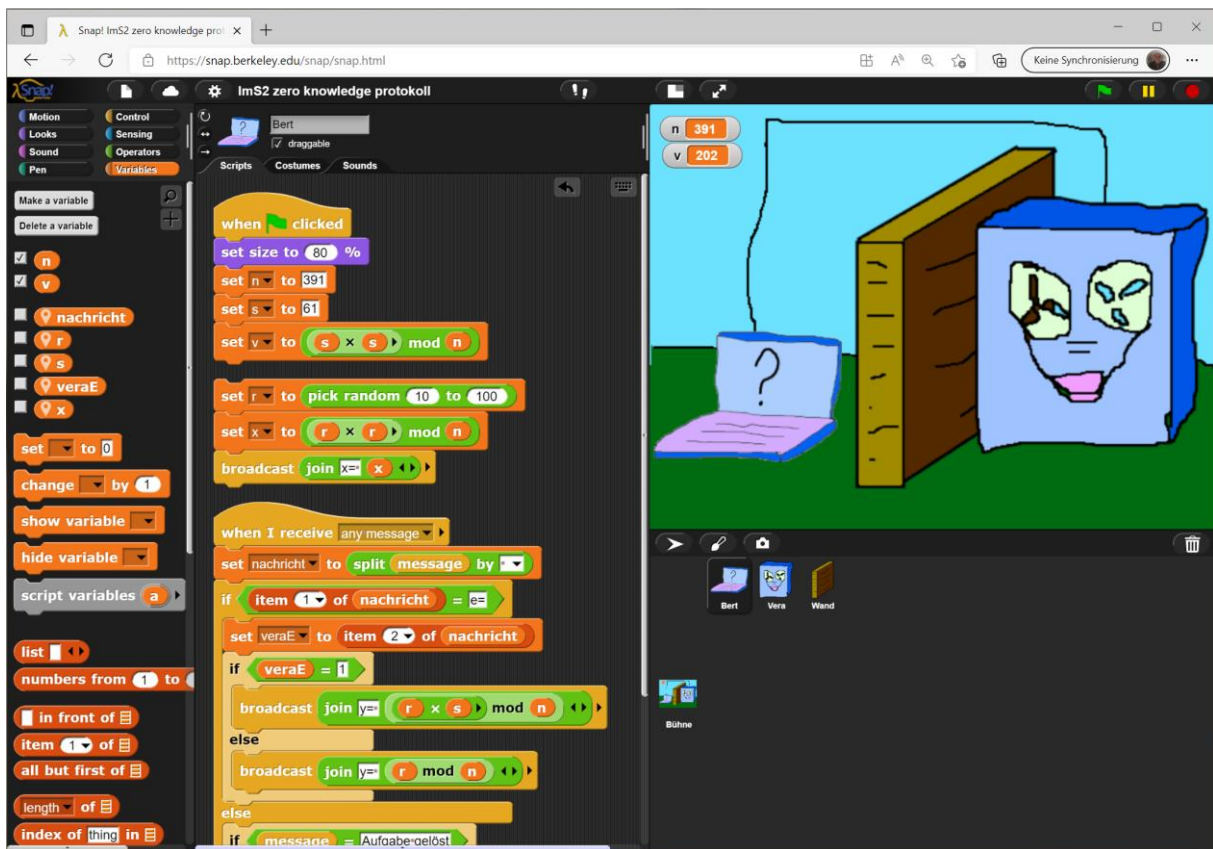 λ Snap! ImS2 zero knowledge pro
https://snap.berkeley.edu/snap/snap.html
Keine Synchronisierung
λSnap!
ImS2 zero knowledge protokoll
Motion Control
Looks Sensing
Sound Operators
Pen Variables
Make a variable
Delete a variable
n
v
nachricht
r
s
veraE
x
set to 0
change by 1
show variable
hide variable
script variables a
list
numbers from 1 to
in front of
item 1 of
all but first of
length of
index of thing in
Bert
draggable
Scripts Costumes Sounds
when clicked
set size to 80 %
set n to 391
set s to 61
set v to s × s mod n
set r to pick random 10 to 100
set x to r × r mod n
broadcast join x= x
when I receive any message
set nachricht to split message by
if item 1 of nachricht = e=
set veraE to item 2 of nachricht
if veraE = 1
broadcast join y= r × s mod n
else
broadcast join y= r mod n
else
if message = Aufgabe gelöst
n 391
v 202
?
Bert
Vera
Wand
Bühne